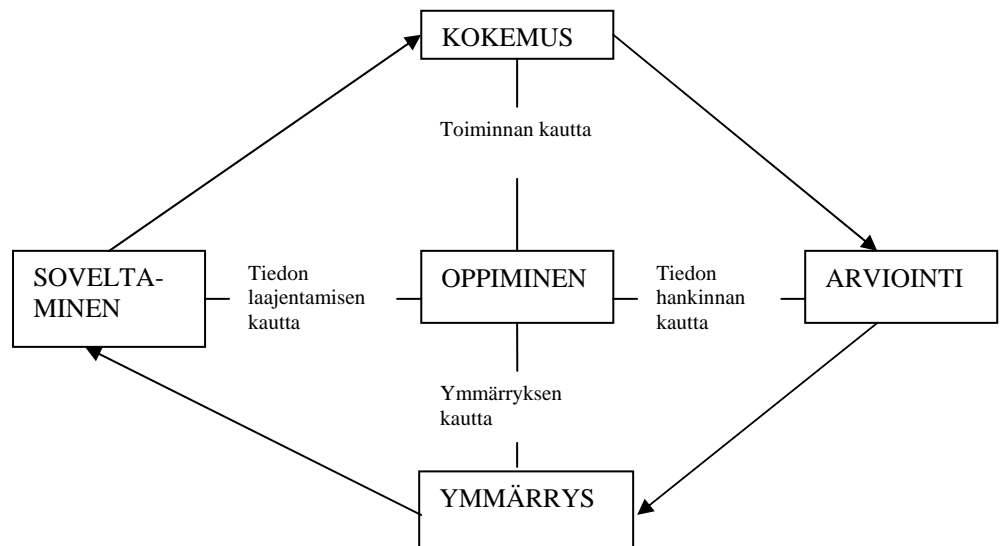 KOKEMUS
Toiminnan kautta
SOVELTA-
MINEN
Tiedon
laajentamisen
kautta
OPPIMINEN
Tiedon
hankinnan
kautta
ARVIOINTI
Ymmärryksen
kautta
YMMÄRRYS